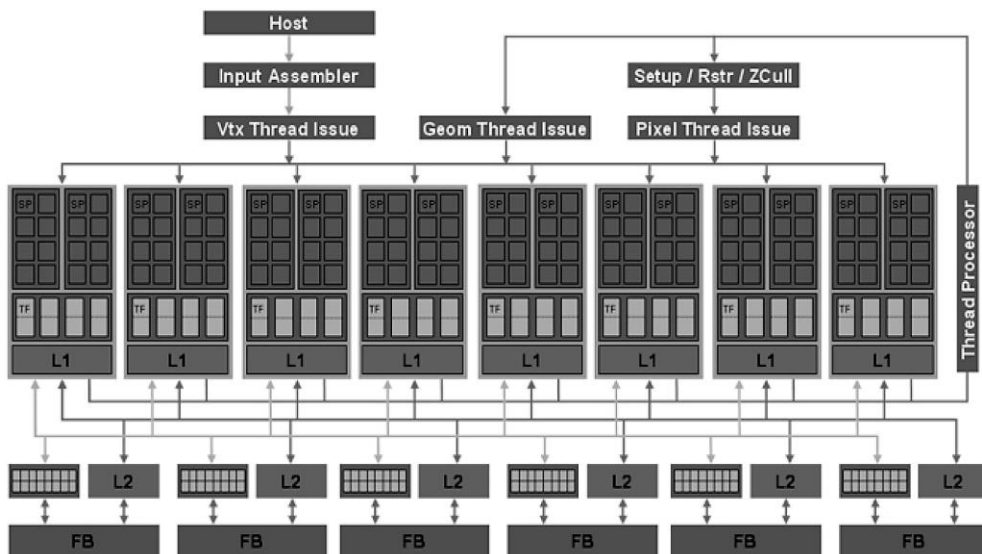 Host
Input Assembler
Setup / Rstr / ZCull
Vtx Thread Issue
Geom Thread Issue
Pixel Thread Issue
SP SP SP SP SP SP SP SP SP SP SP SP SP SP SP SP
Thread Processor
TF TF TF TF TF TF TF TF
L1 L1 L1 L1 L1 L1 L1 L1
L2 L2 L2 L2 L2 L2
FB FB FB FB FB FB